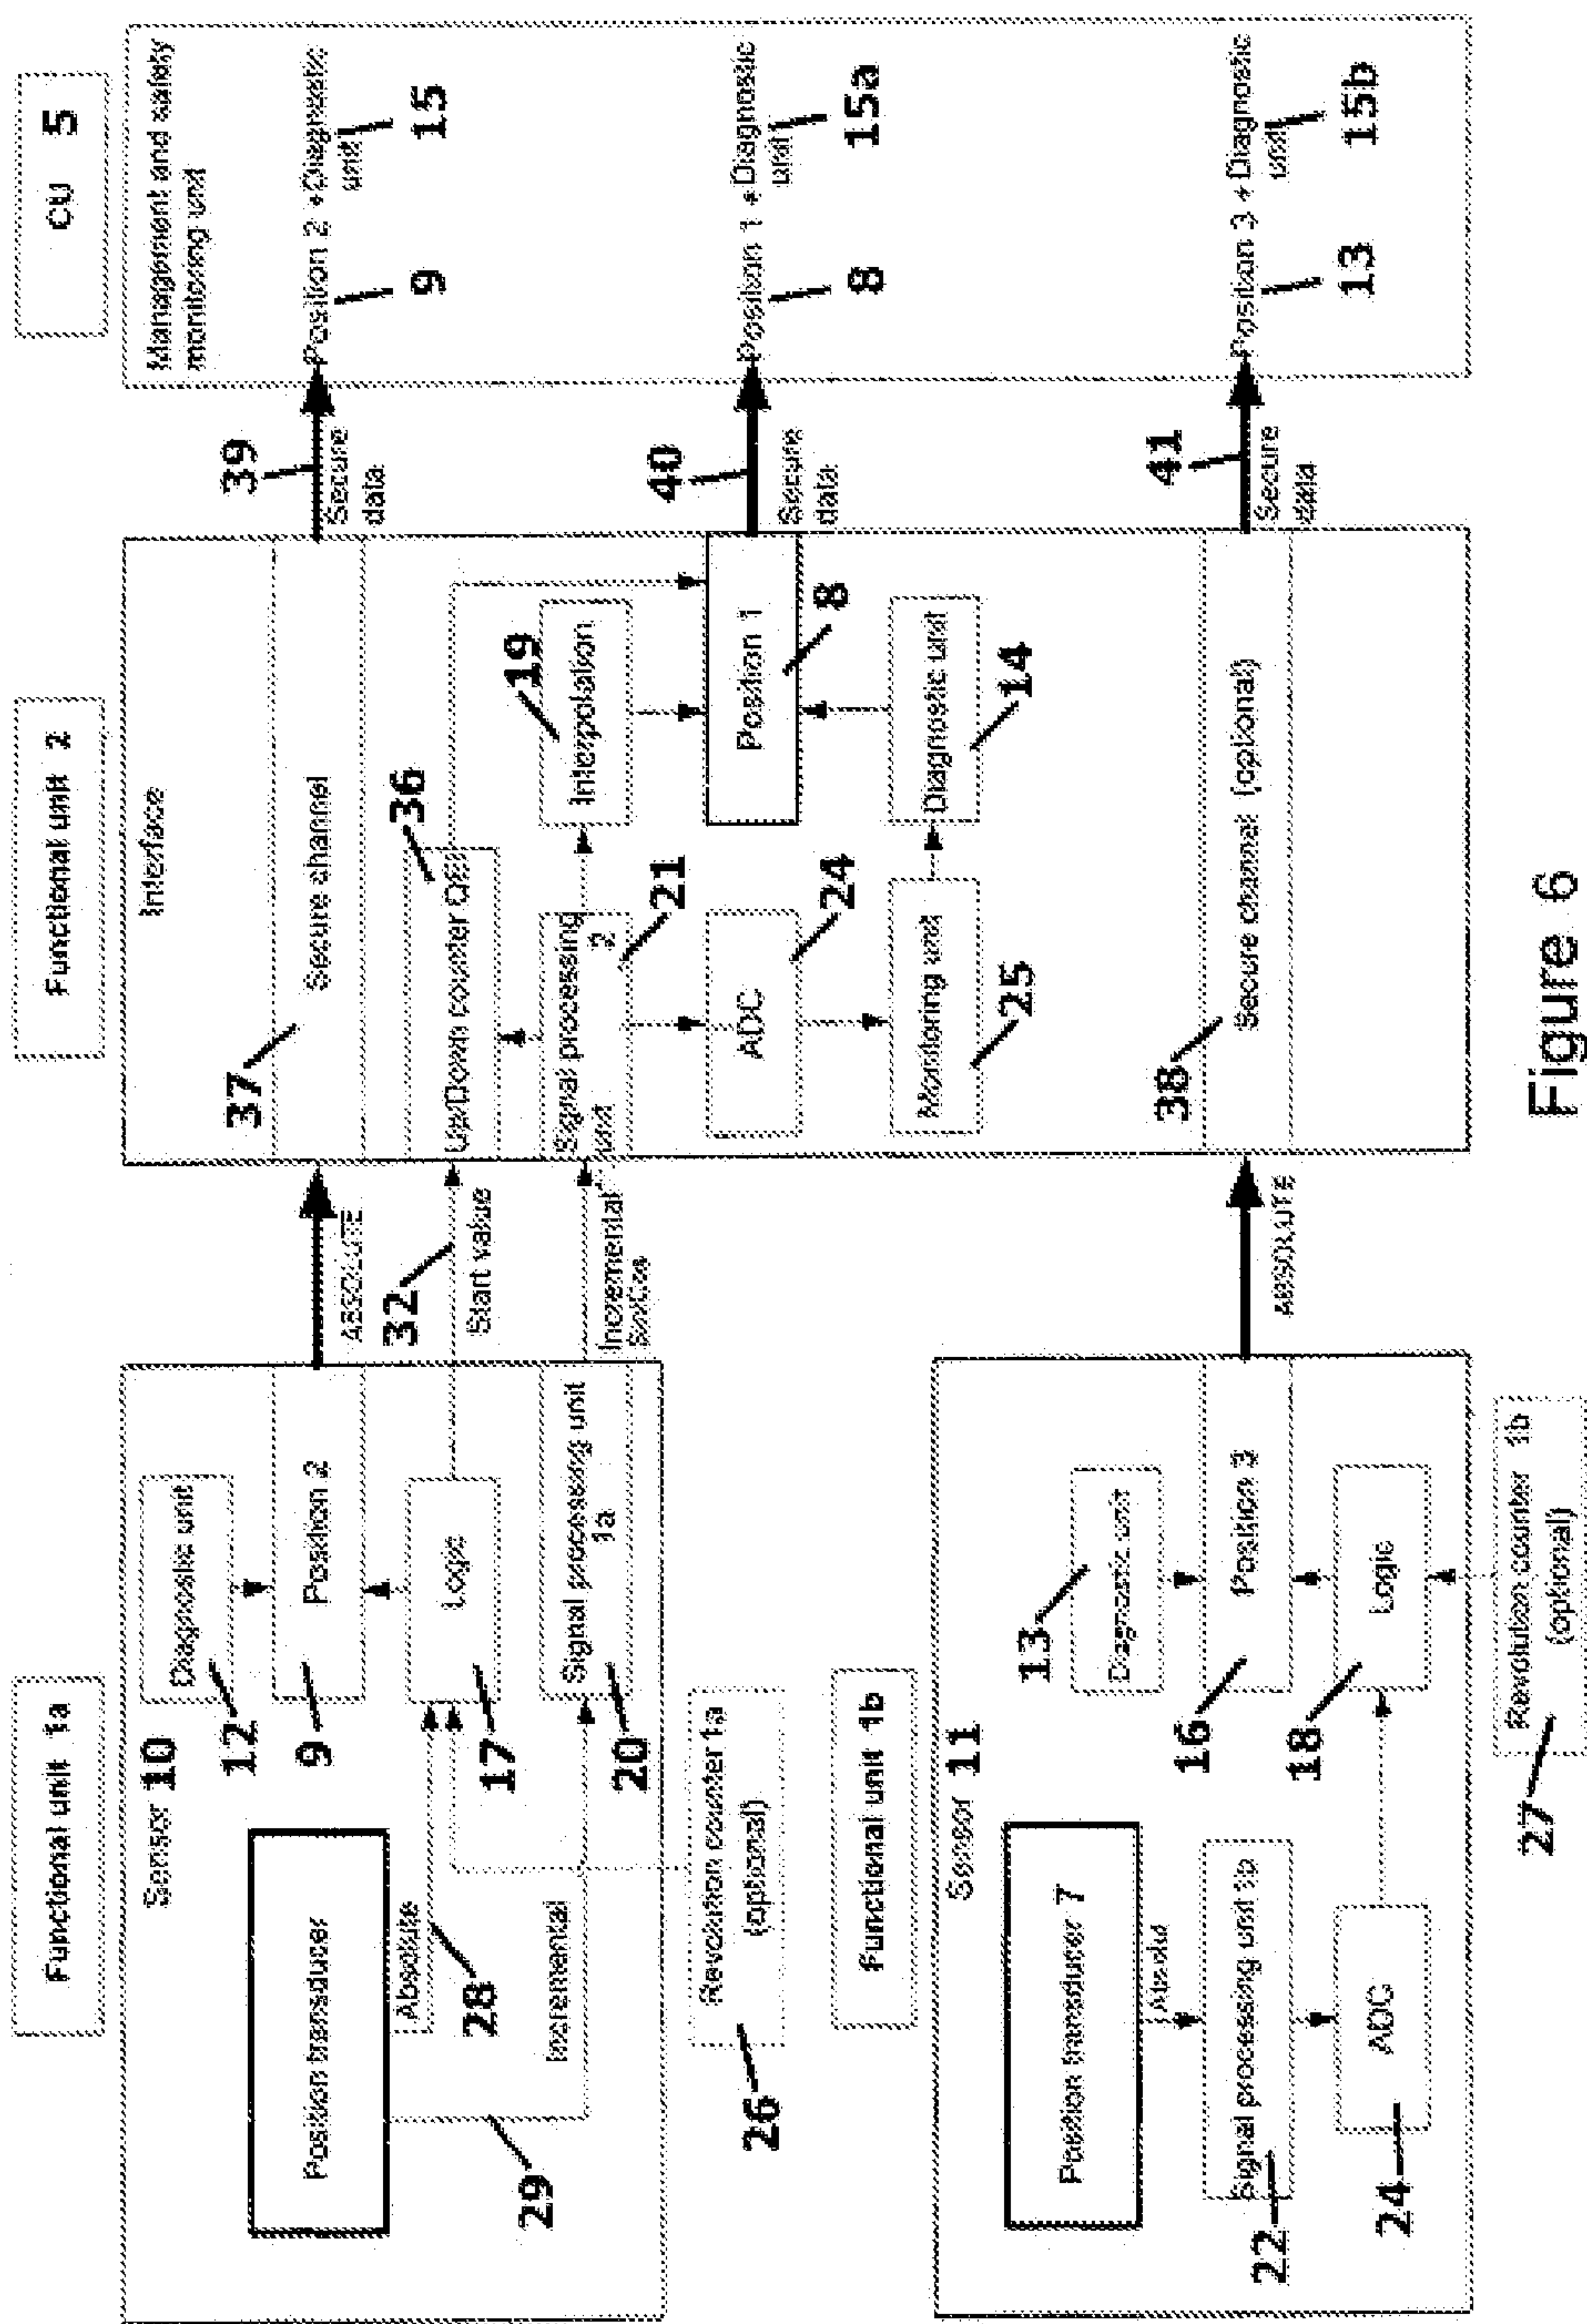 Functional unit 1a
Functional unit 2
CU 5
Sensor 10
Diagnostic unit
12
Position 2
9
Position transducer
Absolute
28
Logic
17
Incremental
29
Signal processing unit
1a
20
Revolution counter 1a
(optional)
26
ABSOLUTE
32
Start value
Incremental
Sin/Cos
Interface
37
Secure channel
36
Up/Down counter
Signal processing
unit 2
21
19
Interpolation
ADC
24
Position 1
8
Monitoring unit
25
Diagnostic unit
14
38
Secure channel (optional)
39
Secure
data
40
Secure
data
41
Secure
data
Management and safety
monitoring unit
Position 2 +Diagnostic
unit
9
15
Position 1 +Diagnostic
unit
8
15a
Position 3 +Diagnostic
unit
13
15b
Functional unit 1b
Sensor 11
Position transducer 7
13
Diagnostic unit
16
Position 3
Signal processing unit 1b
22
18
Logic
ADC
24
ABSOLUTE
Revolution counter 1b
(optional)
27
Figure 6